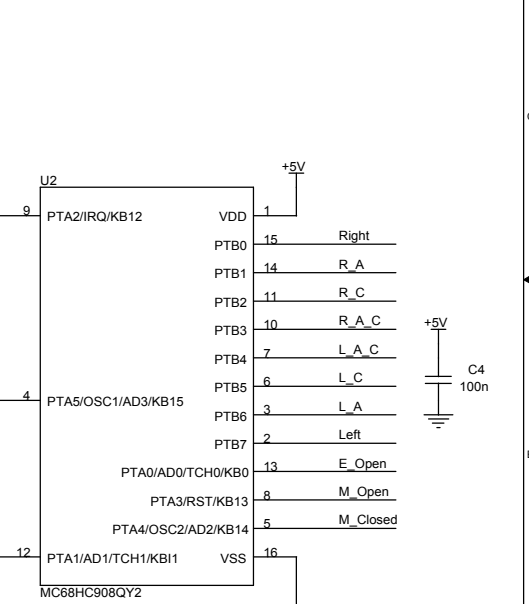 +5V
U2
9 PTA2/IRQ/KB12 VDD 1
PTB0 15 Right
PTB1 14 R_A
PTB2 11 R_C
PTB3 10 R_A_C
+5V
PTB4 7 L_A_C
C4
PTB5 6 L_C
100n
4 PTA5/OSC1/AD3/KB15
PTB6 3 L_A
PTB7 2 Left
PTA0/AD0/TCH0/KB0 13 E_Open
PTA3/RST/KB13 8 M_Open
PTA4/OSC2/AD2/KB14 5 M_Closed
12 PTA1/AD1/TCH1/KBI1 VSS 16
MC68HC908QY2